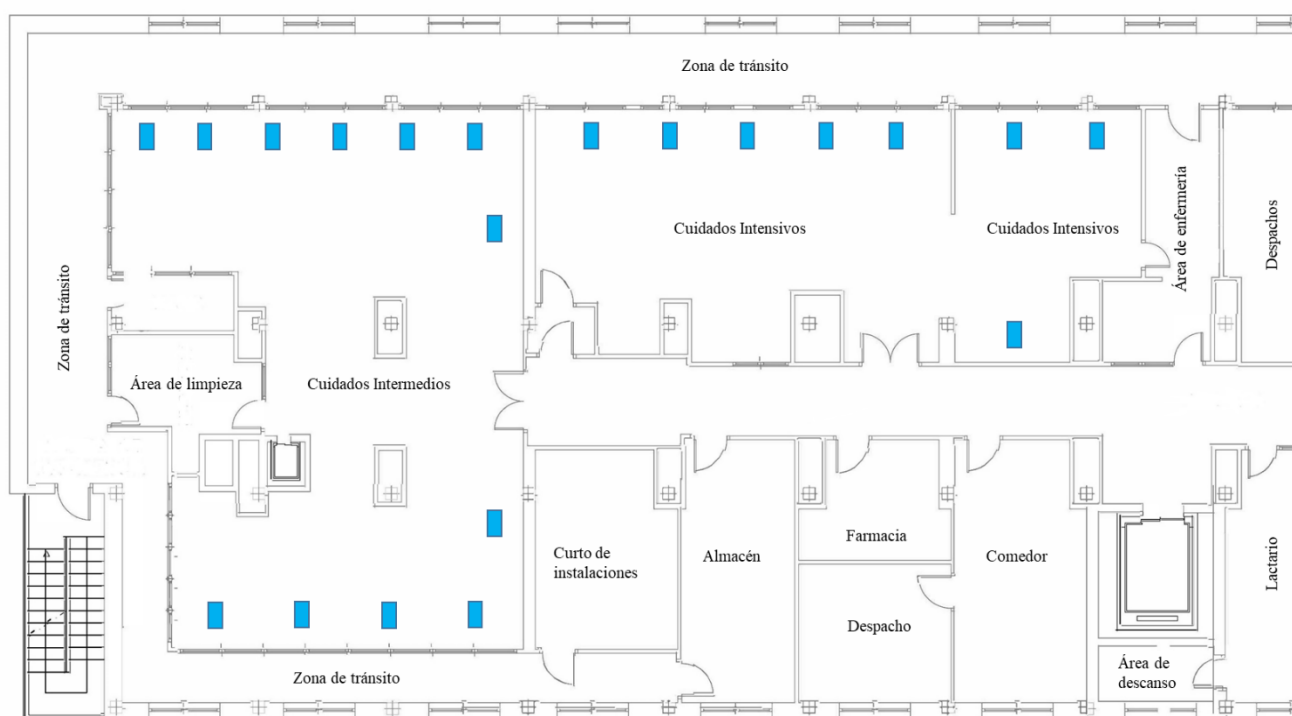 Zona de tránsito
Cuidados Intensivos
Cuidados Intensivos
Área de enfermeria
Despachos
Zona de tránsito
Área de limpieza
Cuidados Intermedios
Curto de
instalaciones
Almacén
Farmacia
Comedor
Lactario
Despacho
Zona de tránsito
Área de
descanso